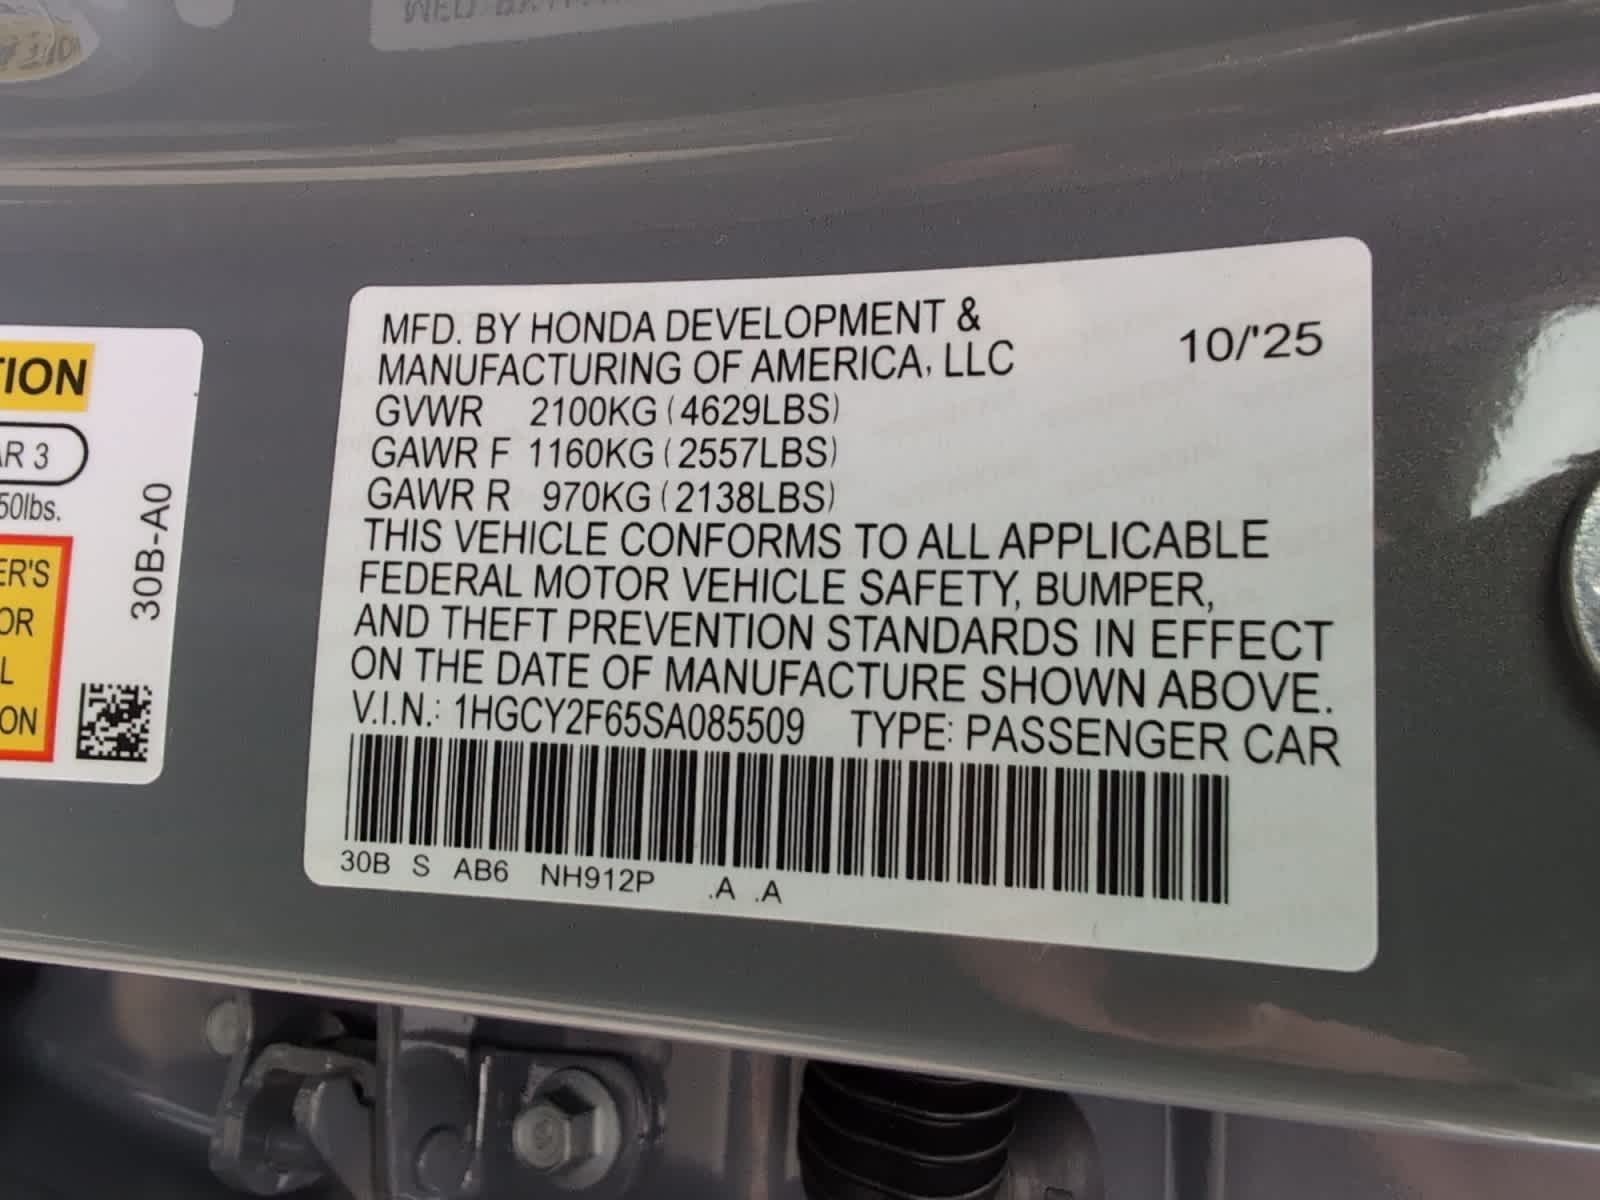 TION
AR 3
50lbs.
ER'S
OR
L
ON
30B-A0
MFD. BY HONDA DEVELOPMENT &
MANUFACTURING OF AMERICA, LLC
10/'25
GVWR 2100KG (4629LBS)
GAWR F 1160KG (2557LBS)
GAWR R 970KG (2138LBS)
THIS VEHICLE CONFORMS TO ALL APPLICABLE
FEDERAL MOTOR VEHICLE SAFETY, BUMPER,
AND THEFT PREVENTION STANDARDS IN EFFECT
ON THE DATE OF MANUFACTURE SHOWN ABOVE.
V.I.N.: 1HGCY2F65SA085509 TYPE: PASSENGER CAR
30B S AB6 NH912P .A .A